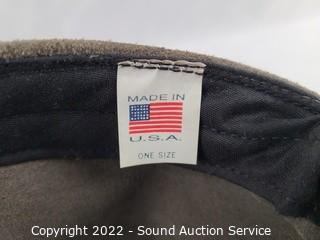 MADE IN
U.S.A.
ONE SIZE
Copyright 2022 - Sound Auction Service